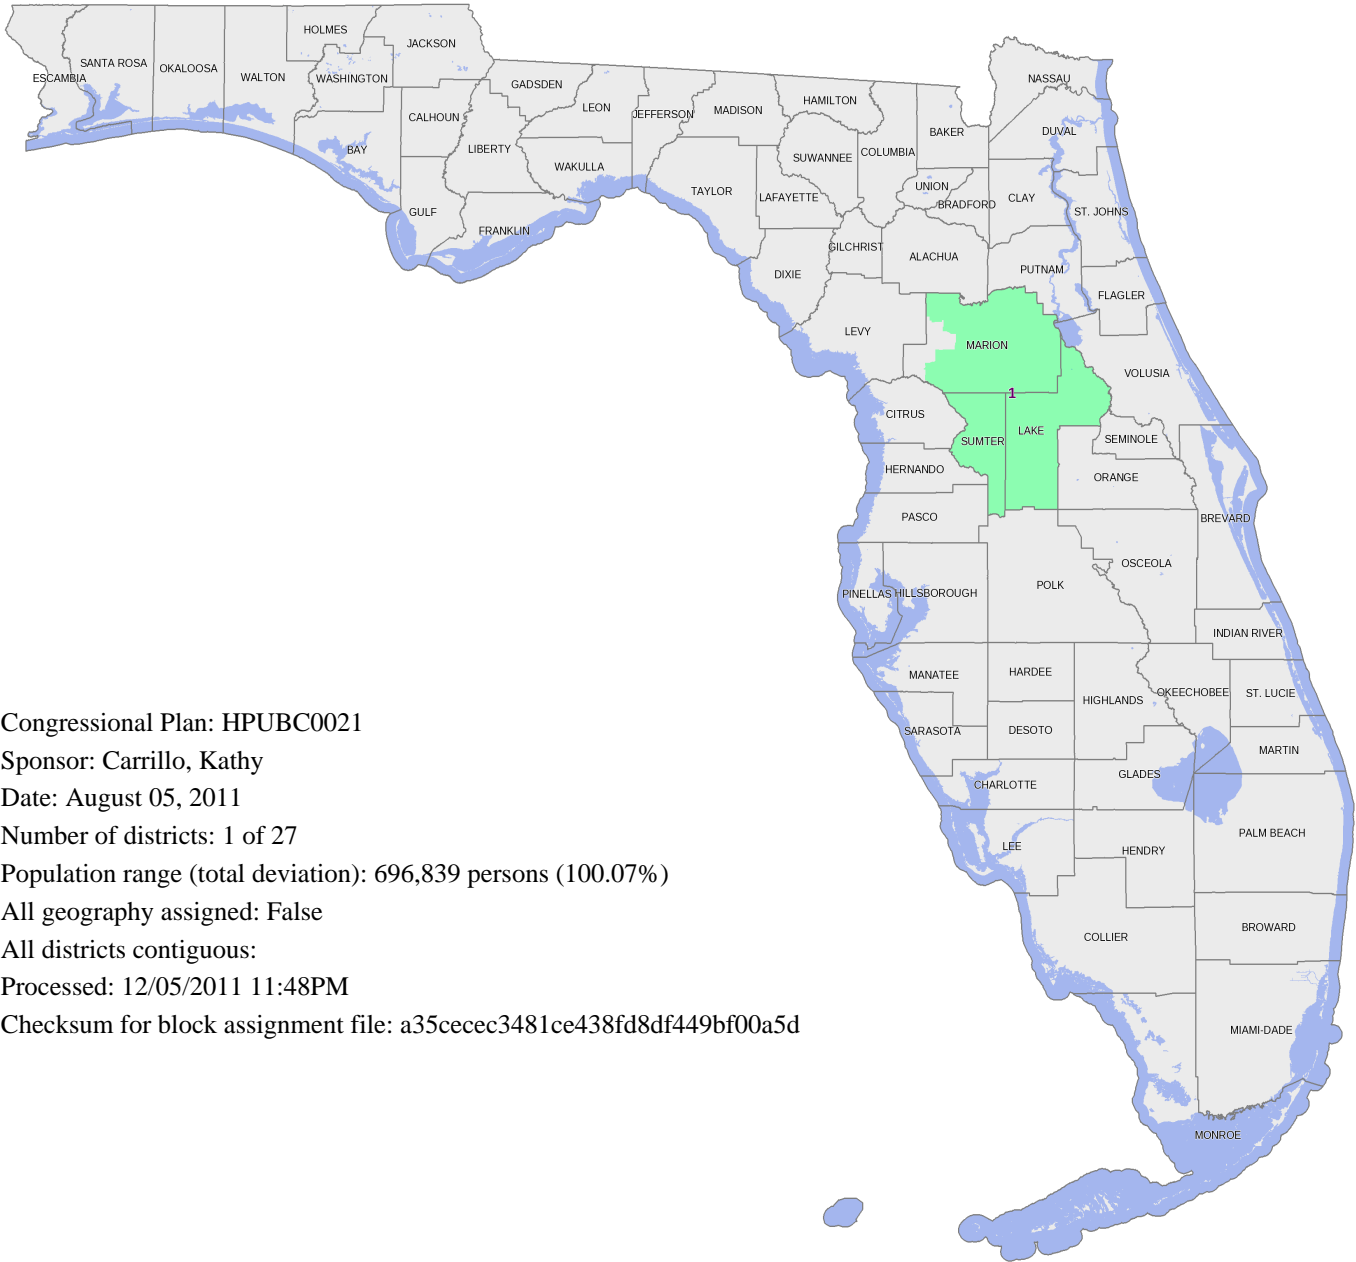 HOLMES
JACKSON
SANTA ROSA
OKALOOSA
WALTON
WASHINGTON
ESCAMBIA
NASSAU
GADSDEN
HAMILTON
LEON
JEFFERSON
MADISON
CALHOUN
DUVAL
BAKER
BAY
LIBERTY
COLUMBIA
SUWANNEE
WAKULLA
UNION
TAYLOR
LAFAYETTE
CLAY
BRADFORD
GULF
ST. JOHNS
FRANKLIN
GILCHRIST
ALACHUA
PUTNAM
DIXIE
FLAGLER
LEVY
MARION
VOLUSIA
1
CITRUS
LAKE
SUMTER
SEMINOLE
HERNANDO
ORANGE
PASCO
BREVARD
OSCEOLA
POLK
PINELLAS
HILLSBOROUGH
INDIAN RIVER
MANATEE
HARDEE
HIGHLANDS
OKEECHOBEE
ST. LUCIE
SARASOTA
DESOTO
MARTIN
CHARLOTTE
GLADES
PALM BEACH
LEE
HENDRY
BROWARD
COLLIER
MIAMI-DADE
MONROE
Congressional Plan: HPUBC0021
Sponsor: Carrillo, Kathy
Date: August 05, 2011
Number of districts: 1 of 27
Population range (total deviation): 696,839 persons (100.07%)
All geography assigned: False
All districts contiguous:
Processed: 12/05/2011 11:48PM
Checksum for block assignment file: a35cecec3481ce438fd8df449bf00a5d